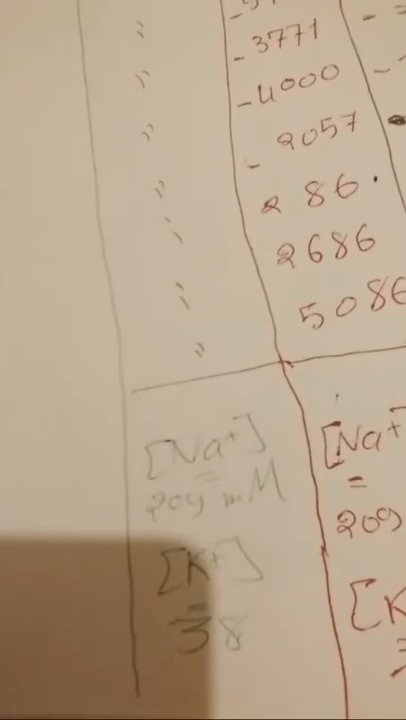 " -3771
" -4000
" - 2057
" 286.
" 2686
" 5086
"
[Na+] [Na+
= =
209 mM 209
[K+] [K
=
38